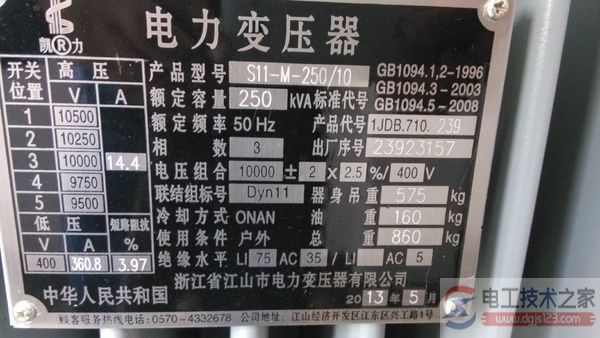 凯®力
电力变压器
开关位置 高压
V A
1 10500
2 10250
3 10000 14.4
4 9750
5 9500
低压 短路阻抗
V A %
400 360.8 3.97
产品型号 S11-M-250/10 GB1094.1,2-1996
额定容量 250 kVA 标准代号 GB1094.3-2003
GB1094.5-2008
额定频率 50 Hz 产品代号 1JDB.710.239
相数 3 出厂序号 23923157
电压组合 10000 ± 2 x 2.5 %/ 400 V
联结组标号 Dyn11 器身吊重 575 kg
冷却方式 ONAN 油重 160 kg
使用条件 户外 总重 860 kg
绝缘水平 LI 75 AC 35 / LI AC 5
浙江省江山市电力变压器有限公司
中华人民共和国 2013年5月
顾客服务热线电话:0570-4332678 公司地址:江山经济开发区江东区兴工路1号
电工技术之家
www.dgjs123.com